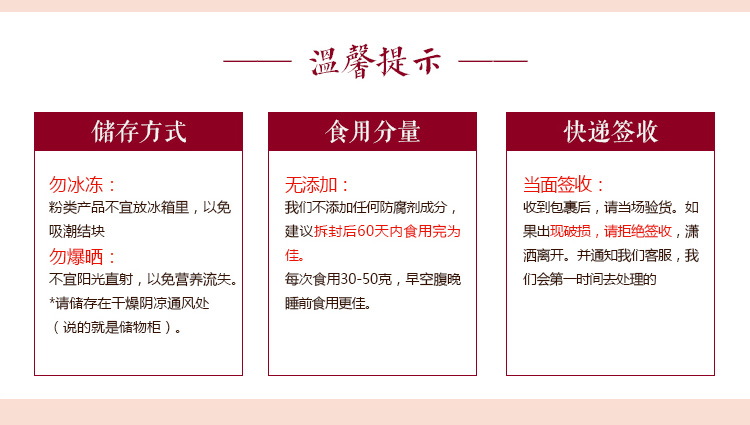 温馨提示
储存方式
勿冰冻：
粉类产品不宜放冰箱里，以免
吸潮结块
勿爆晒：
不宜阳光直射，以免营养流失。
*请储存在干燥阴凉通风处
（说的就是储物柜）。
食用分量
无添加：
我们不添加任何防腐剂成分，
建议拆封后60天内食用完为
佳。
每次食用30-50克，早空腹晚
睡前食用更佳。
快递签收
当面签收：
收到包裹后，请当场验货。如
果出现破损，请拒绝签收，潇
洒离开。并通知我们客服，我
们会第一时间去处理的